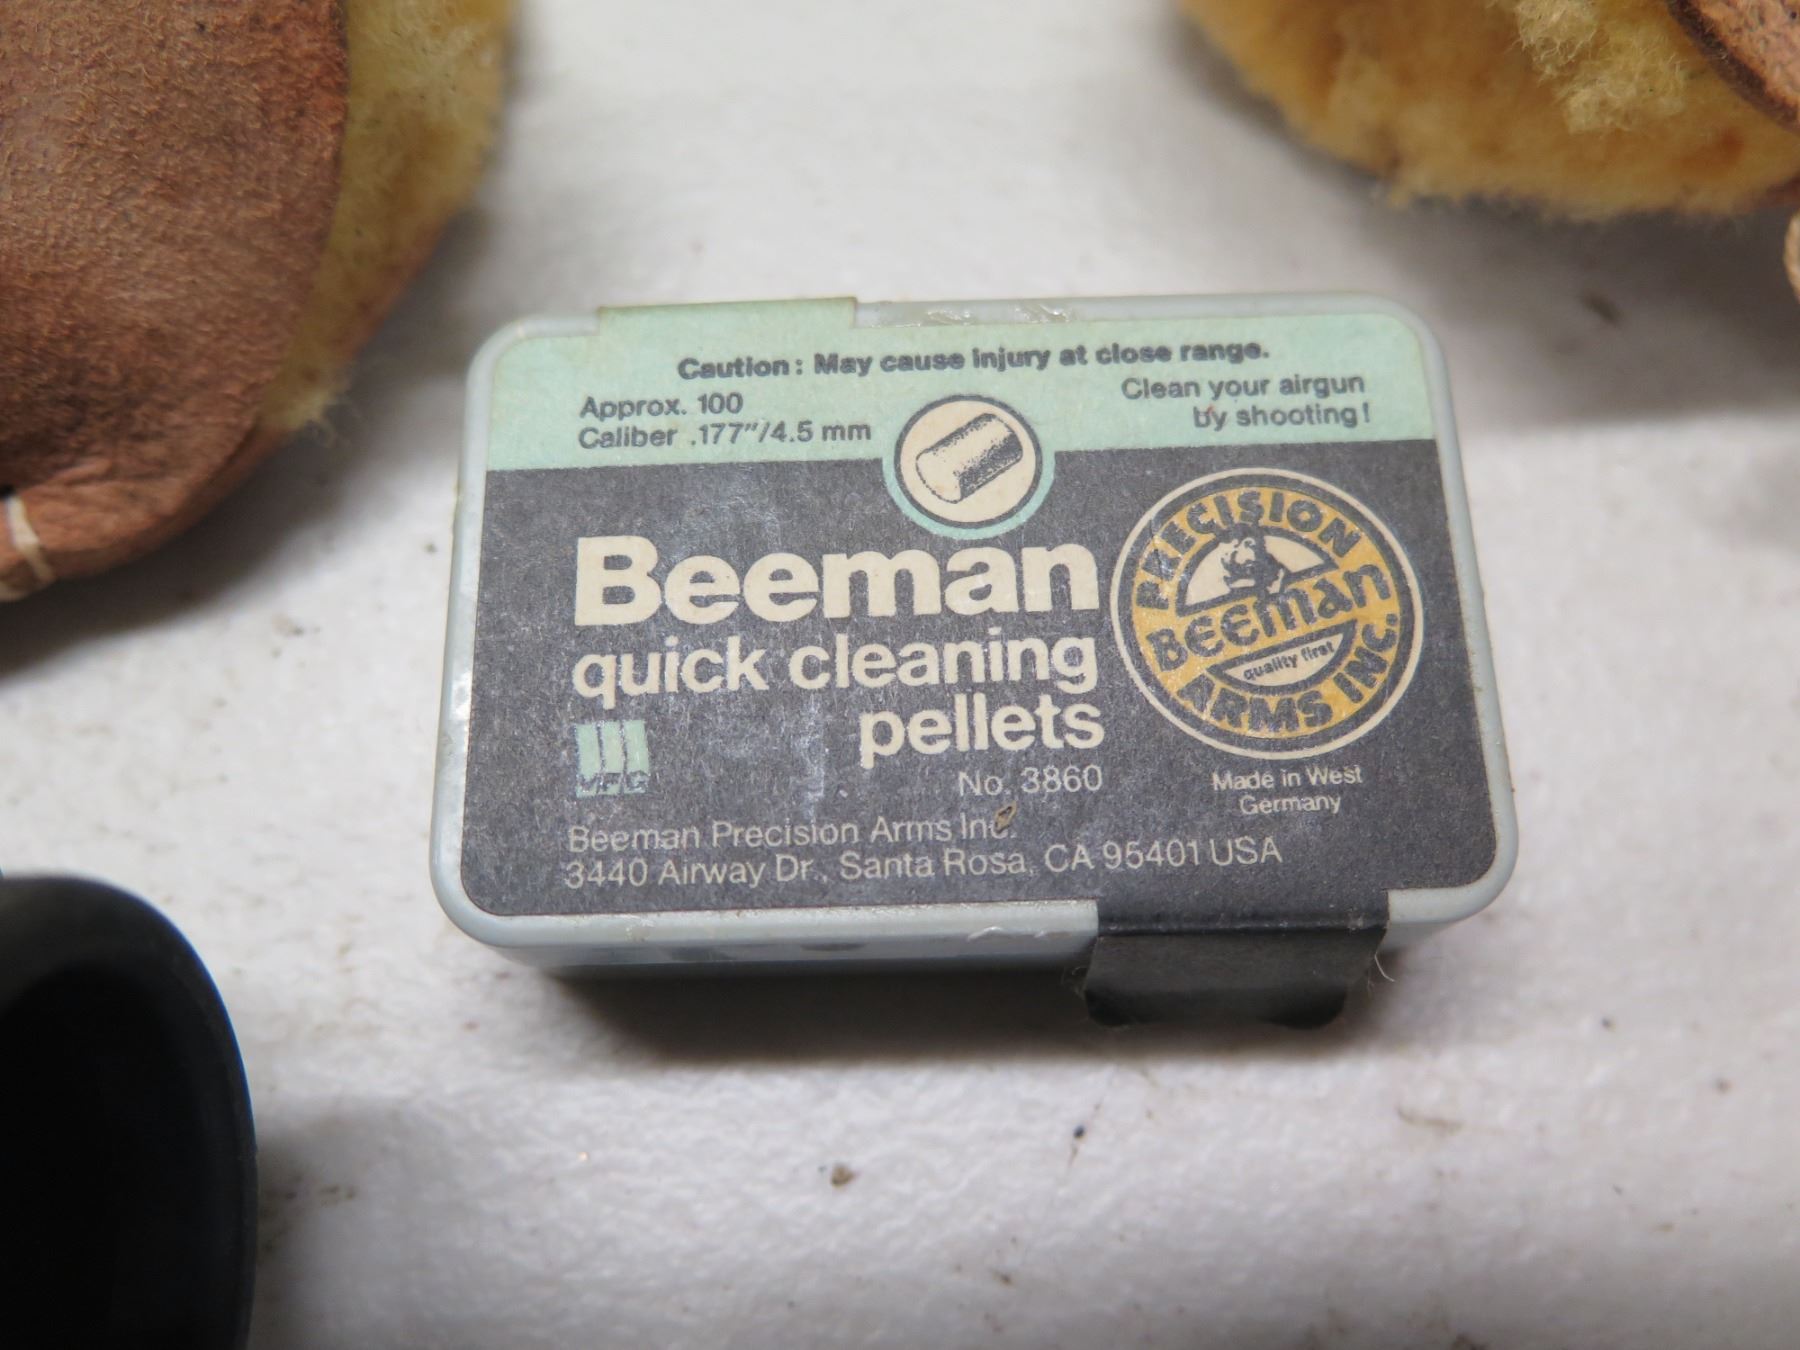 Caution: May cause injury at close range.
Approx. 100
Caliber .177"/4.5 mm
Clean your airgun
by shooting!
Beeman
quick cleaning
pellets
No. 3860
PRECISION
Beeman
quality first
ARMS INC.
Made in West
Germany
VFG
Beeman Precision Arms Inc.
3440 Airway Dr., Santa Rosa, CA 95401 USA